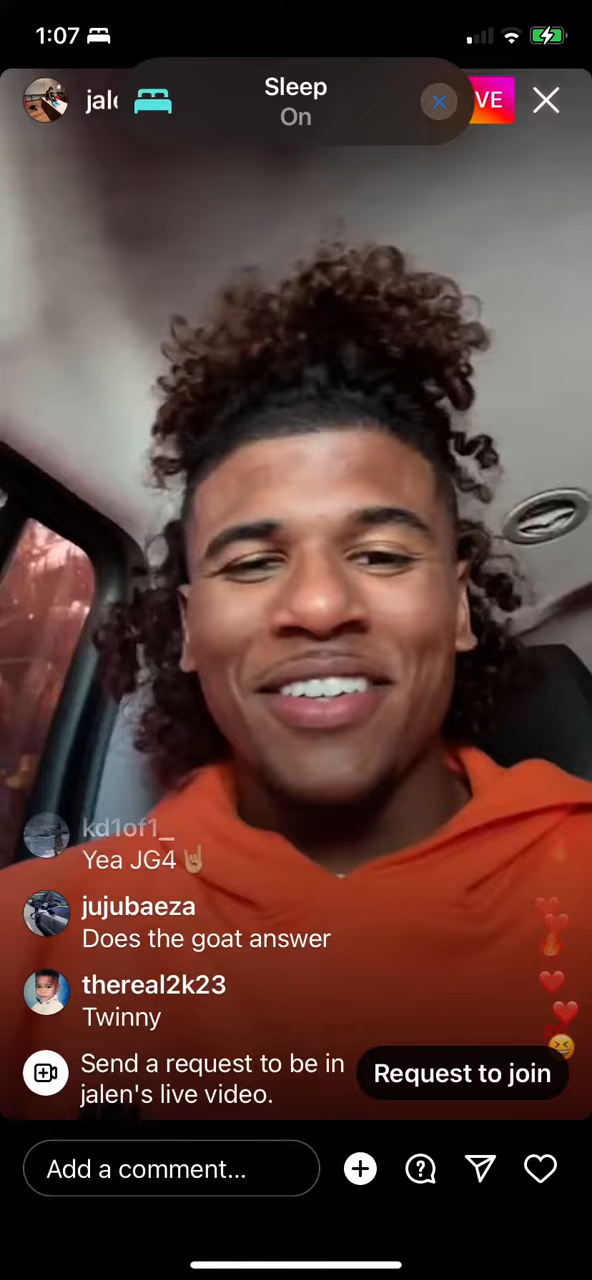 1:07
Sleep
On
jal
VE
kd1of1_
Yea JG4🤘🏼
jujubaeza
Does the goat answer
thereal2k23
Twinny
Send a request to be in
jalen's live video.
Request to join
Add a comment...